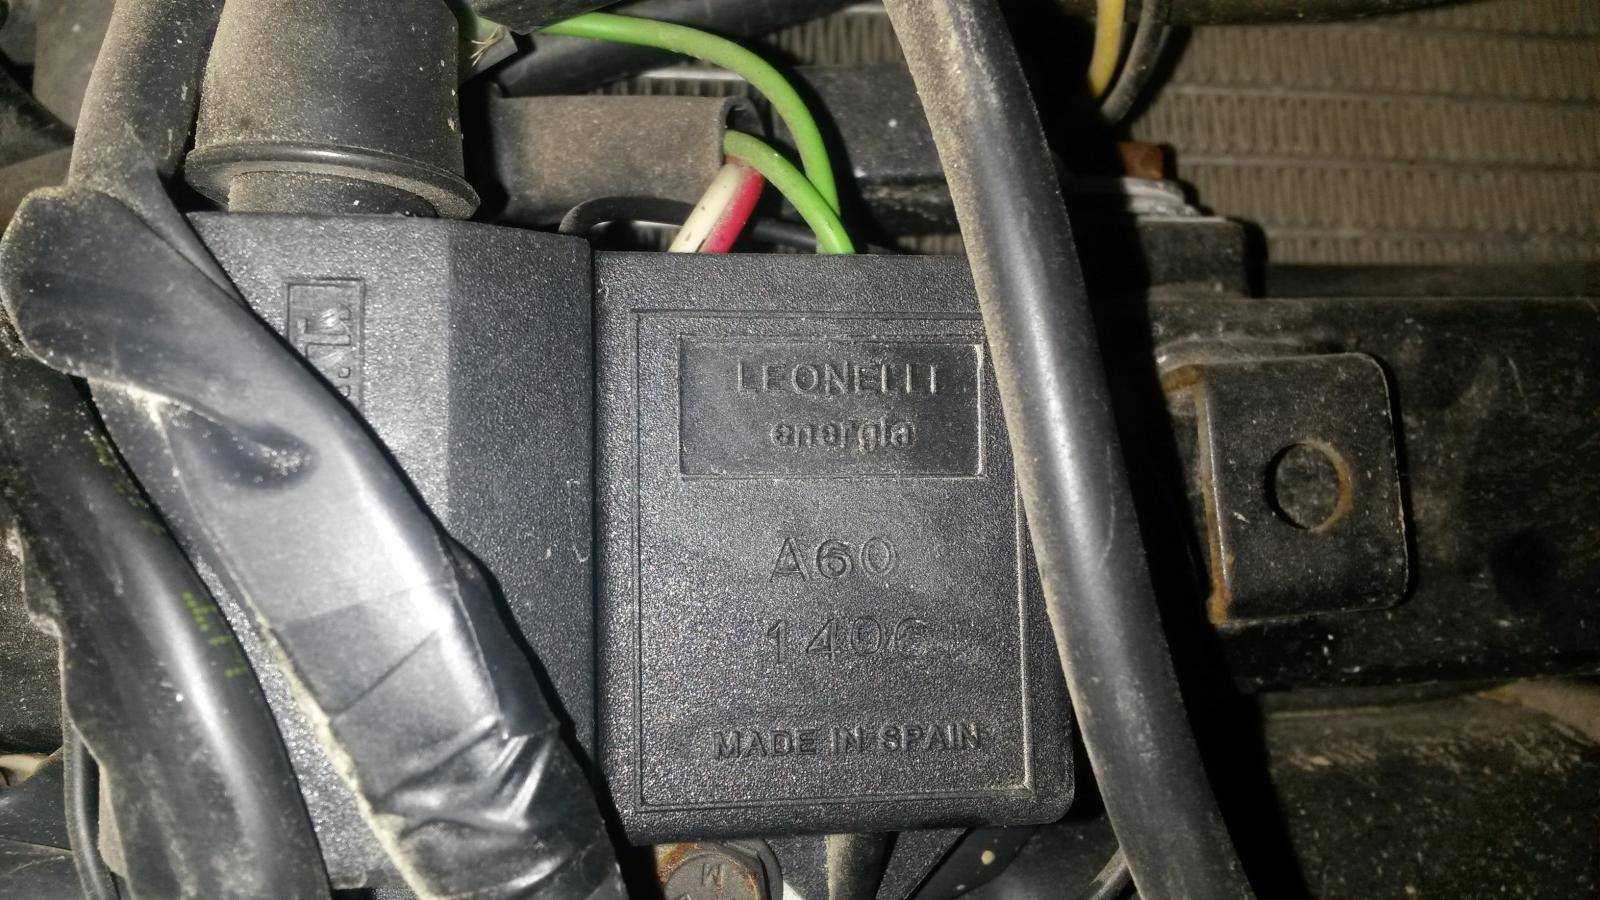 LEONELLI
energia
A60
1406
MADE IN SPAIN